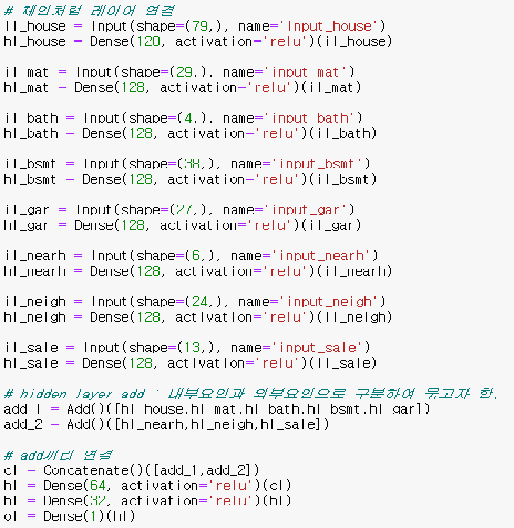 # 체인처럼 레이어 연결
il_house = Input(shape=(79,), name='input_house')
hl_house = Dense(128, activation='relu')(il_house)
il_mat = Input(shape=(29,), name='input_mat')
hl_mat = Dense(128, activation='relu')(il_mat)
il_bath = Input(shape=(4,), name='input_bath')
hl_bath = Dense(128, activation='relu')(il_bath)
il_bsmt = Input(shape=(38,), name='input_bsmt')
hl_bsmt = Dense(128, activation='relu')(il_bsmt)
il_gar = Input(shape=(27,), name='input_gar')
hl_gar = Dense(128, activation='relu')(il_gar)
il_nearh = Input(shape=(6,), name='input_nearh')
hl_nearh = Dense(128, activation='relu')(il_nearh)
il_neigh = Input(shape=(24,), name='input_neigh')
hl_neigh = Dense(128, activation='relu')(il_neigh)
il_sale = Input(shape=(13,), name='input_sale')
hl_sale = Dense(128, activation='relu')(il_sale)
# hidden layer add : 내부요인과 외부요인으로 구분하여 묶고자 함.
add_1 = Add()([hl_house,hl_mat,hl_bath,hl_bsmt,hl_gar])
add_2 = Add()([hl_nearh,hl_neigh,hl_sale])
# add끼리 연결
cl = Concatenate()([add_1,add_2])
hl = Dense(64, activation='relu')(cl)
hl = Dense(32, activation='relu')(hl)
ol = Dense(1)(hl)